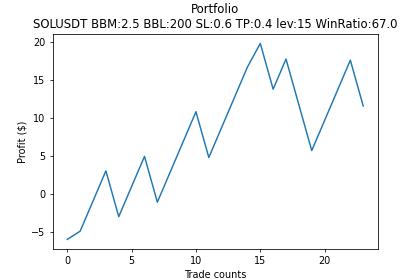 Portfolio
SOLUSDT BBM:2.5 BBL:200 SL:0.6 TP:0.4 lev:15 WinRatio:67.0
Profit ($)
20
15
10
5
0
−5
0
5
10
15
20
Trade counts